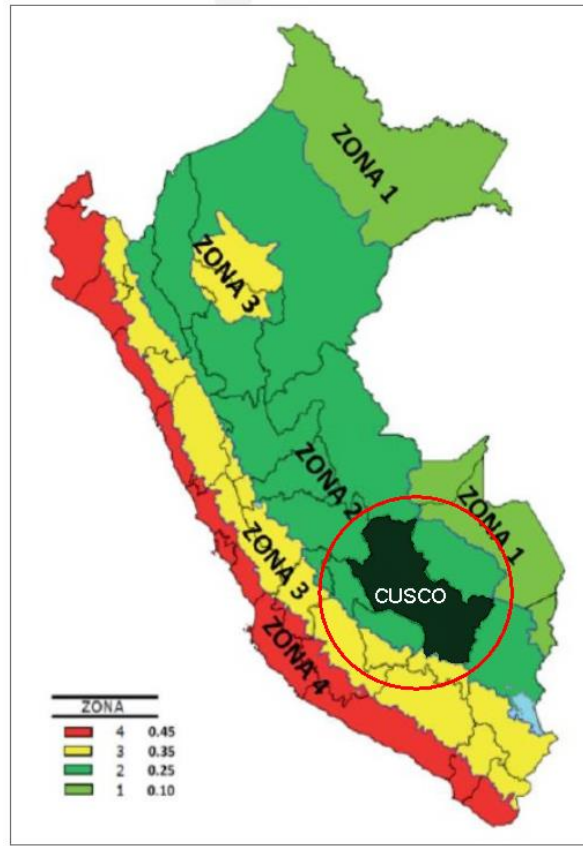 ZONA 1
ZONA 3
ZONA 2
ZONA 1
CUSCO
ZONA 3
ZONA 4
ZONA
4 0.45
3 0.35
2 0.25
1 0.10